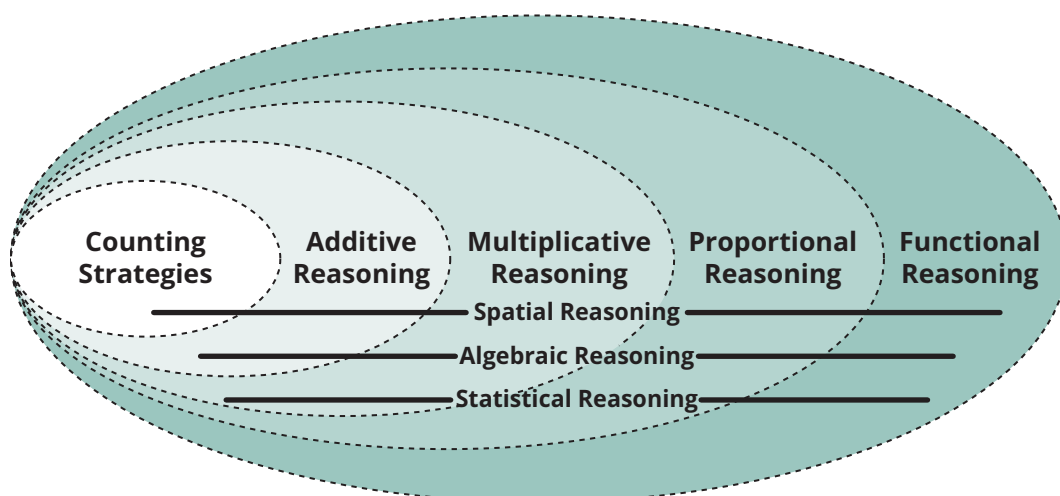 Counting
Strategies
Additive
Reasoning
Multiplicative
Reasoning
Proportional
Reasoning
Functional
Reasoning
Spatial Reasoning
Algebraic Reasoning
Statistical Reasoning